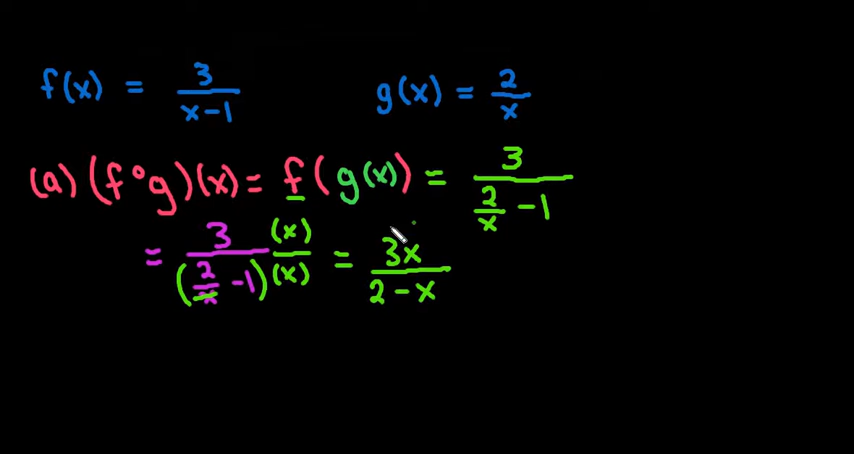 f(x) = 3/(x-1) g(x) = 2/x
(a) (f∘g)(x) = f(g(x)) = 3/(2/x - 1)
= 3/(2/x - 1) (x)/(x) = 3x/(2-x)